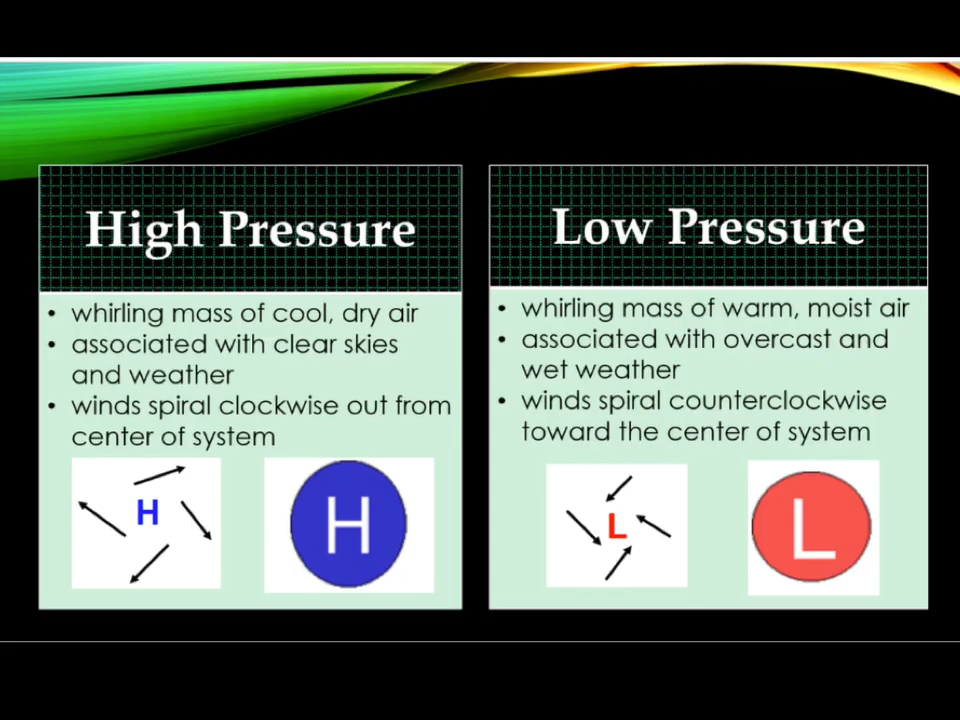 High Pressure
• whirling mass of cool, dry air
• associated with clear skies
and weather
• winds spiral clockwise out from
center of system
H
H
Low Pressure
• whirling mass of warm, moist air
• associated with overcast and
wet weather
• winds spiral counterclockwise
toward the center of system
L
L